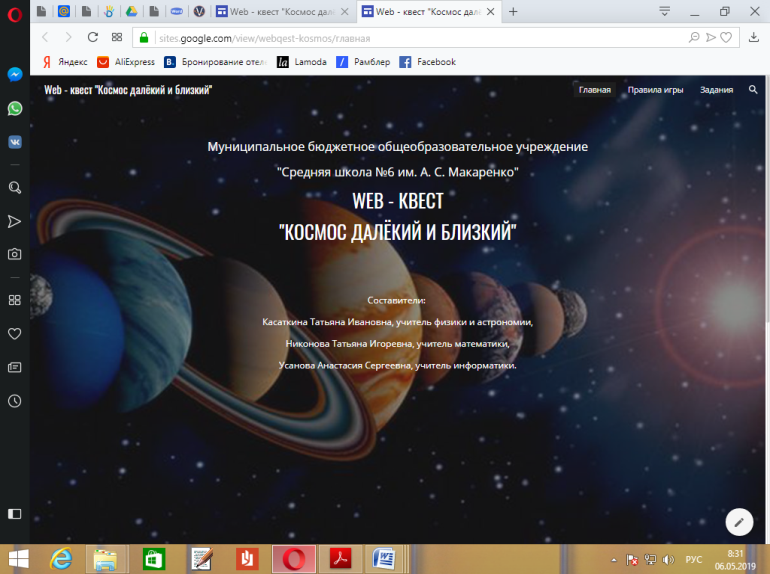 Web - квест "Космос далё
Web - квест "Космос далё
sites.google.com/view/webqest-kosmos/главная
Яндекс
AliExpress
B. Бронирование отел
la Lamoda
Рамблер
Facebook
Web - квест "Космос далёкий и близкий"
Главная
Правила игры
Задания
Муниципальное бюджетное общеобразовательное учреждение
"Средняя школа №6 им. А. С. Макаренко"
WEB - КВЕСТ
"КОСМОС ДАЛЁКИЙ И БЛИЗКИЙ"
Составители:
Касаткина Татьяна Ивановна, учитель физики и астрономии,
Никонова Татьяна Игоревна, учитель математики,
Усанова Анастасия Сергеевна, учитель информатики.
РУС
8:31
06.05.2019